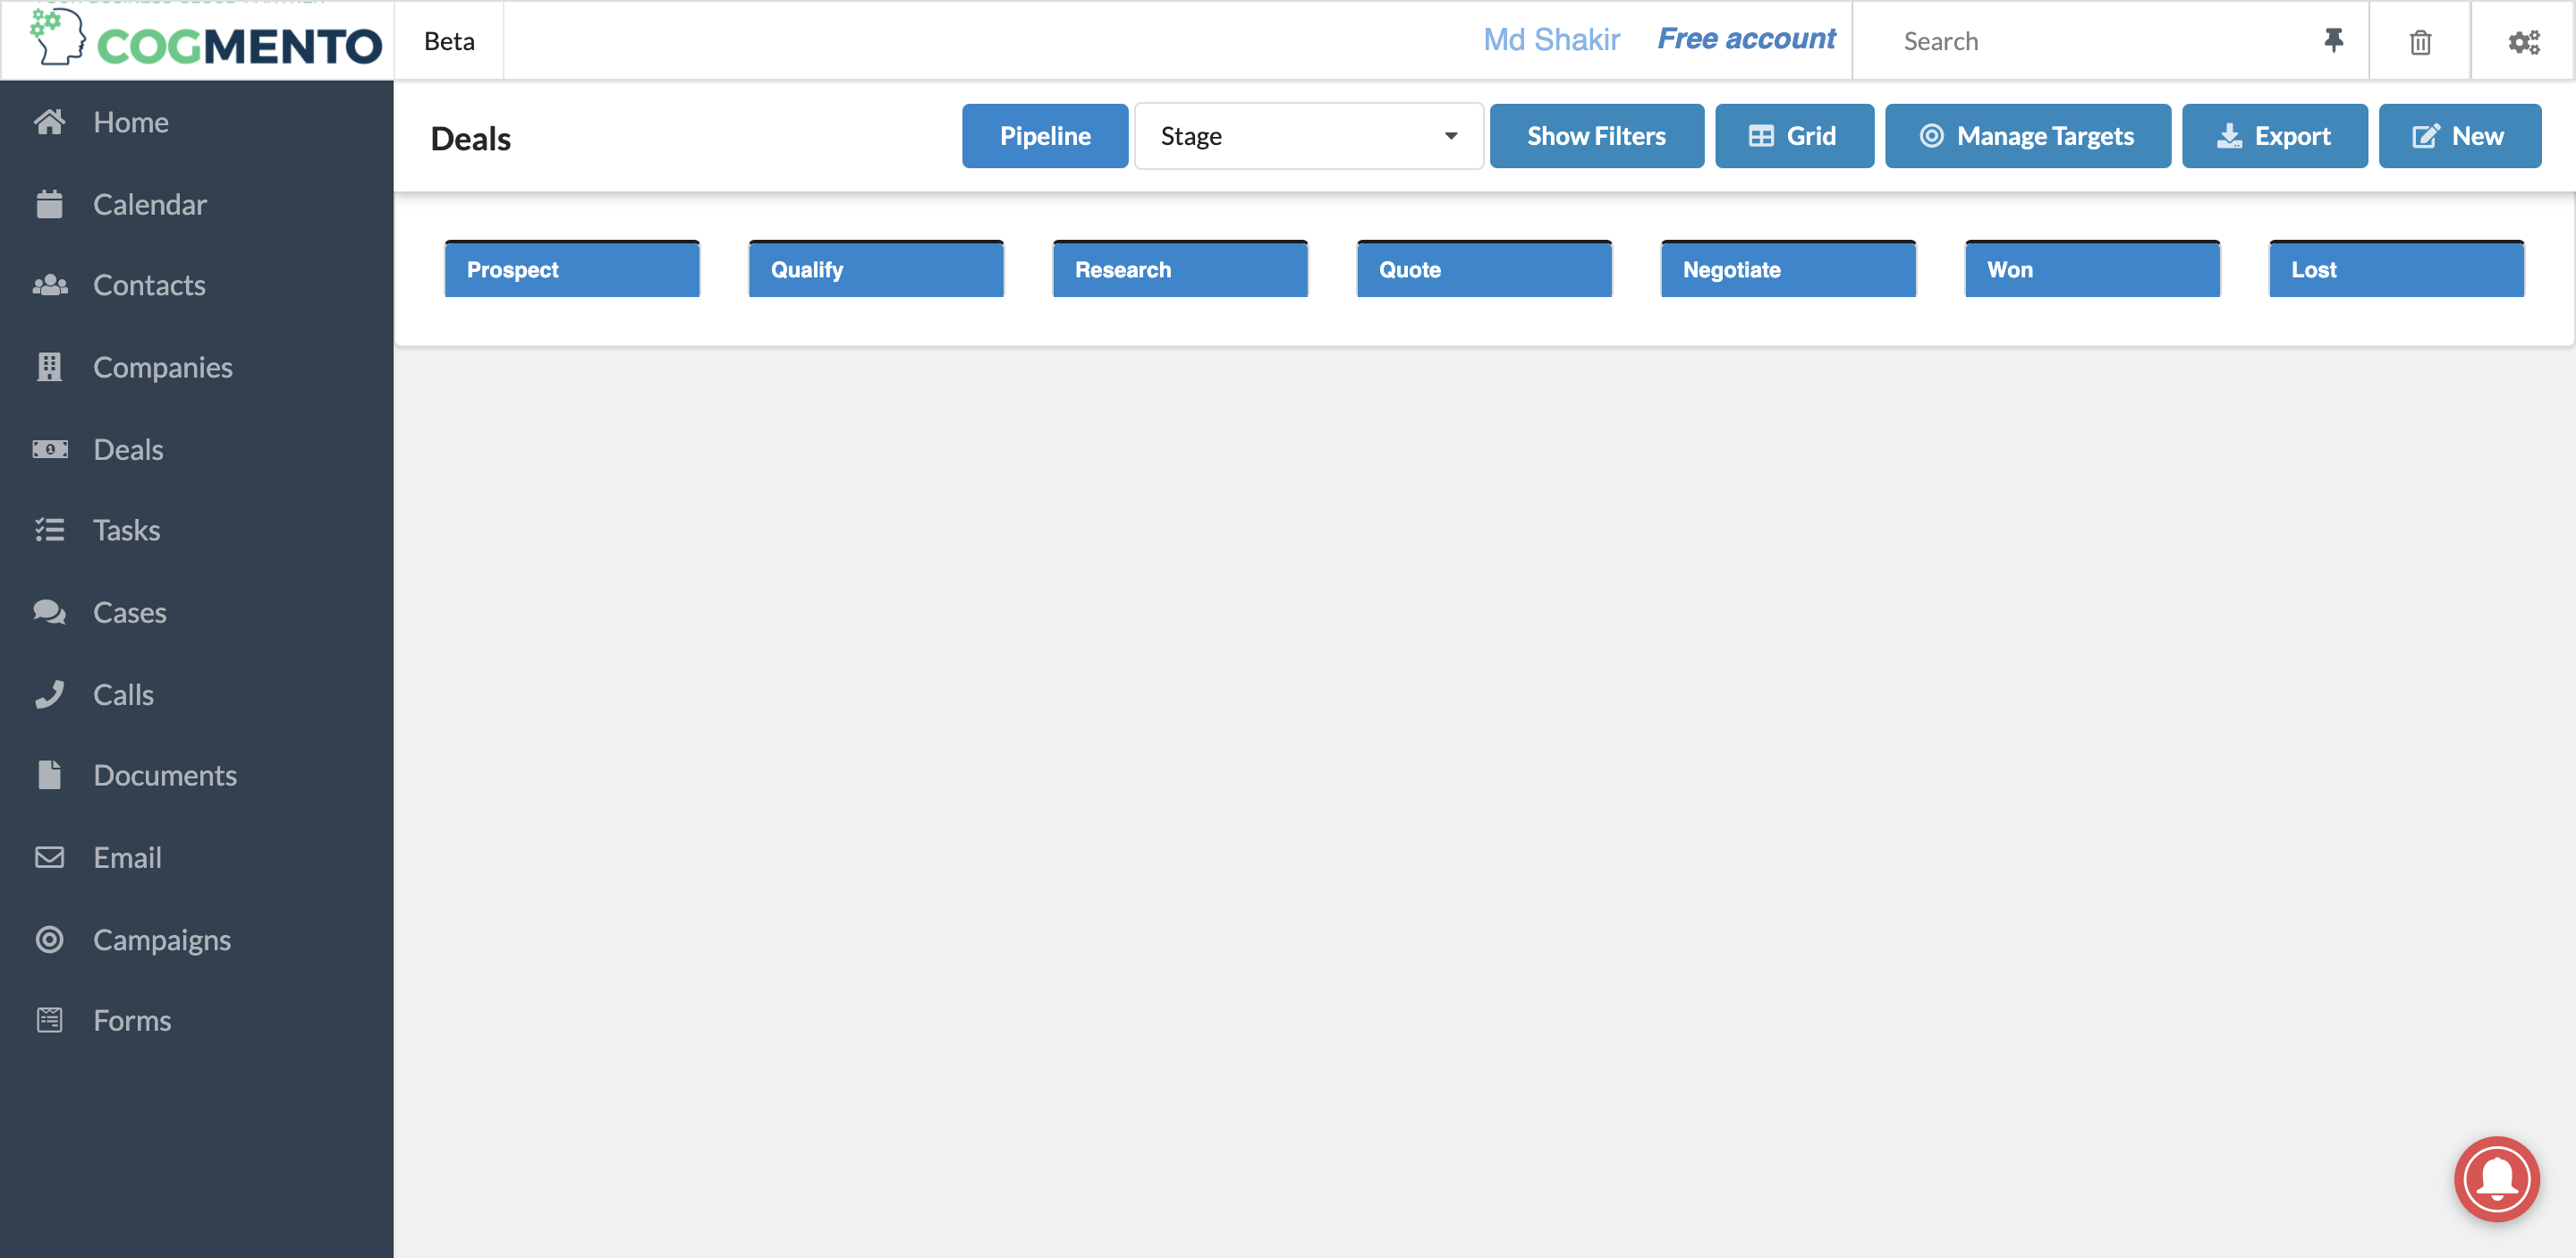 COGMENTO
Beta
Md Shakir
Free account
Search
Home
Calendar
Contacts
Companies
Deals
Tasks
Cases
Calls
Documents
Email
Campaigns
Forms
Deals
Pipeline
Stage
Show Filters
Grid
Manage Targets
Export
New
Prospect
Qualify
Research
Quote
Negotiate
Won
Lost